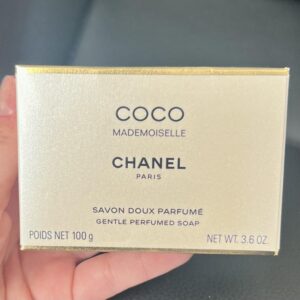 COCO
MADEMOISELLE
CHANEL
PARIS
SAVON DOUX PARFUMÉ
GENTLE PERFUMED SOAP
POIDS NET 100 g NET WT. 3.6 OZ.